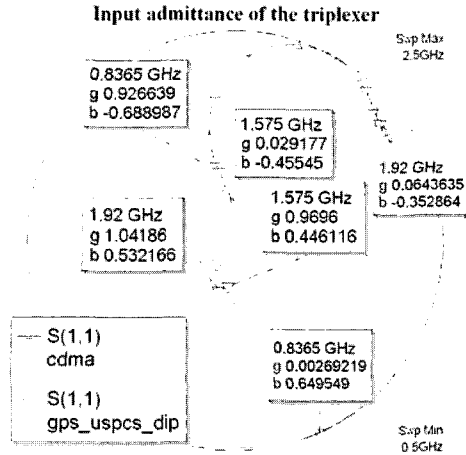 Input admittance of the triplexer
Swp Max
2.5GHz
0.8365 GHz
g 0.926639
b -0.688987
1.575 GHz
g 0.029177
b -0.45545
1.92 GHz
g 0.0643635
b -0.352864
1.92 GHz
g 1.04186
b 0.532166
1.575 GHz
g 0.9696
b 0.446116
S(1,1)
cdma
S(1,1)
gps_uspcs_dip
0.8365 GHz
g 0.00269219
b 0.649549
Swp Min
0.5GHz